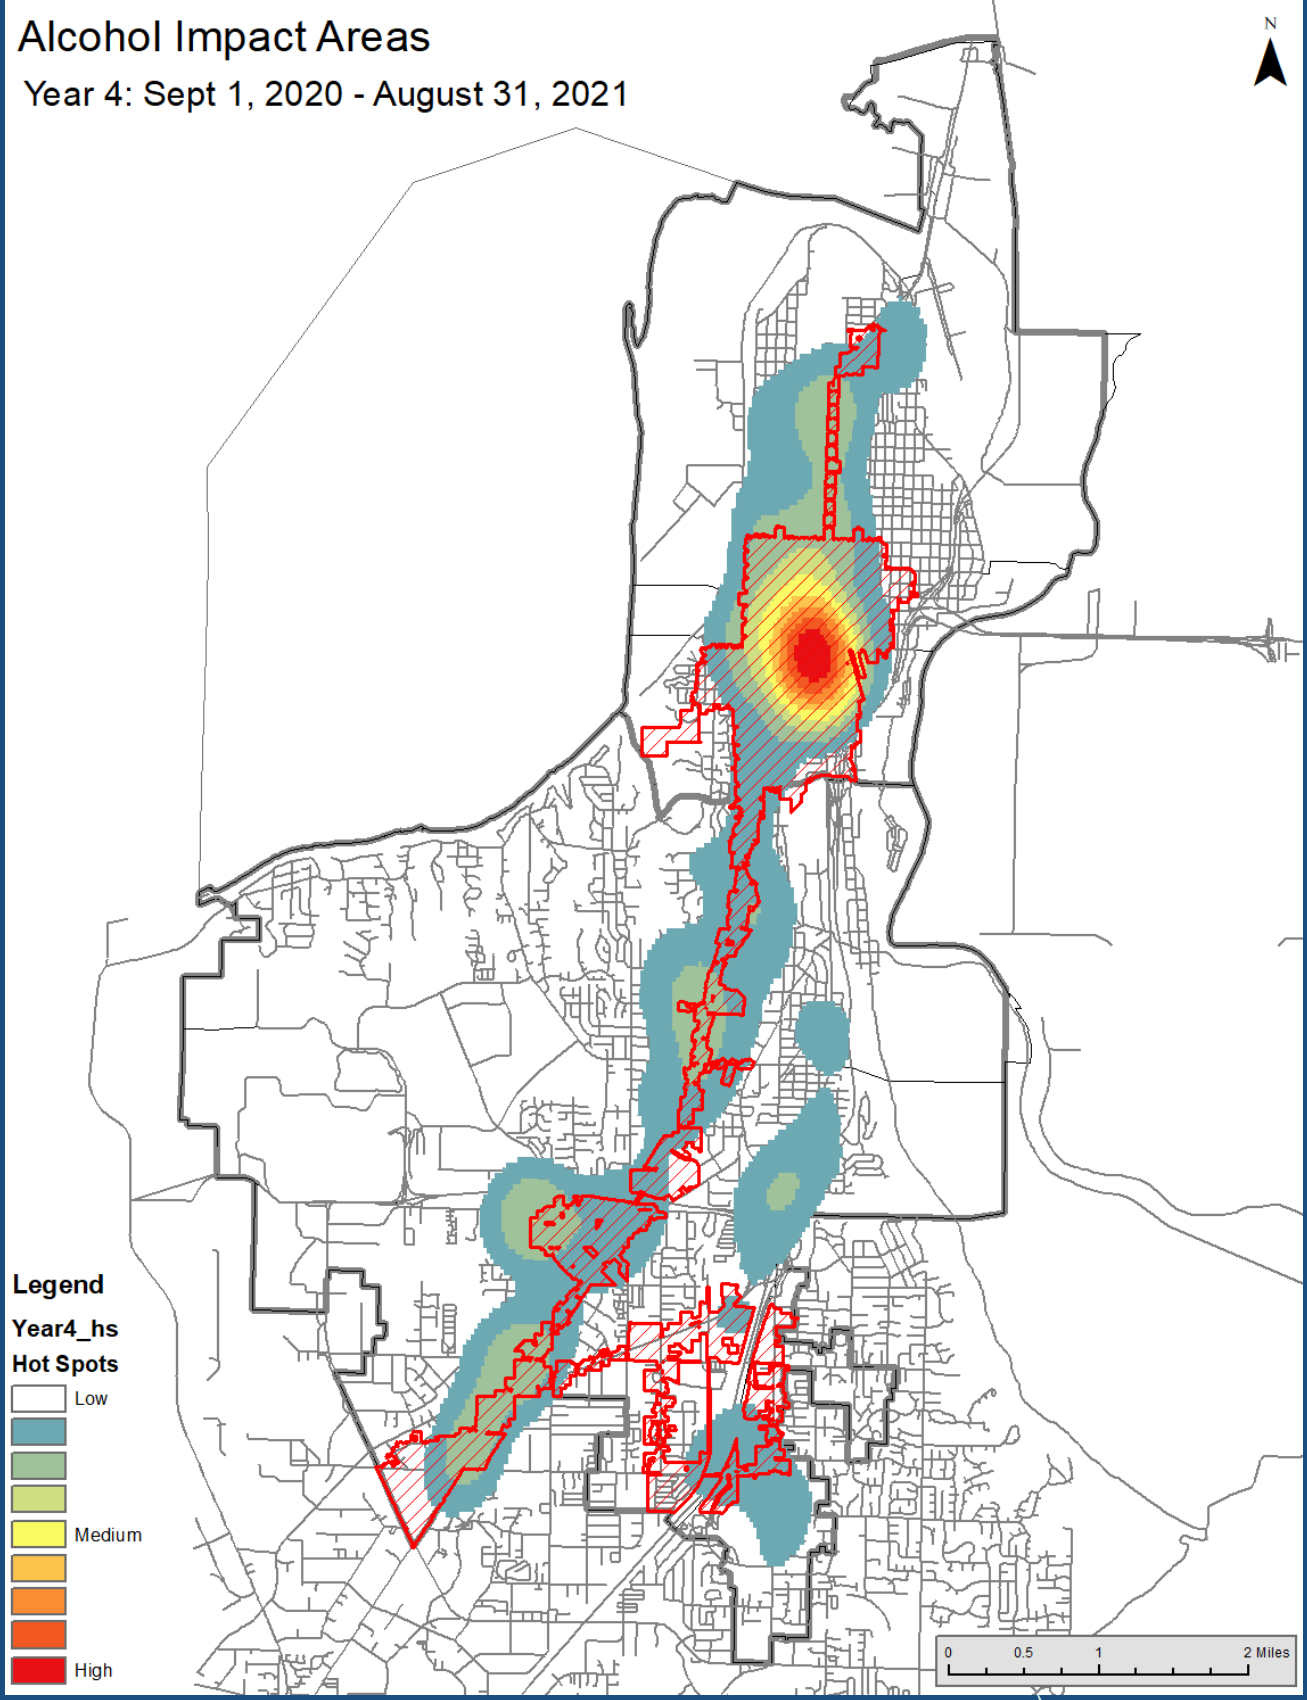 Alcohol Impact Areas
Year 4: Sept 1, 2020 - August 31, 2021
N
Legend
Year4_hs
Hot Spots
Low
Medium
High
0 0.5 1 2 Miles